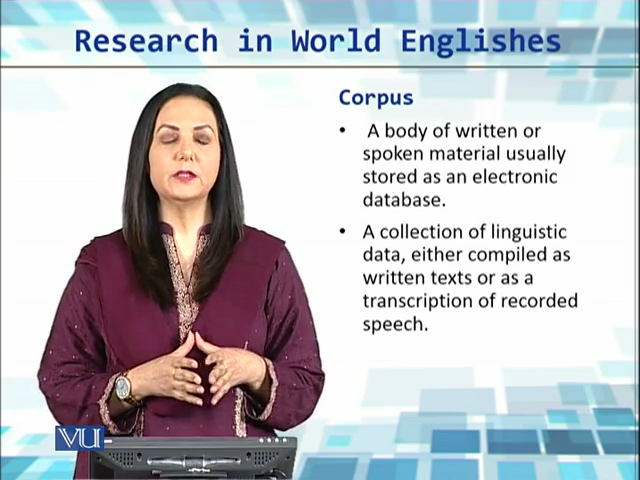 Research in World Englishes
Corpus
• A body of written or
spoken material usually
stored as an electronic
database.
• A collection of linguistic
data, either compiled as
written texts or as a
transcription of recorded
speech.
VU